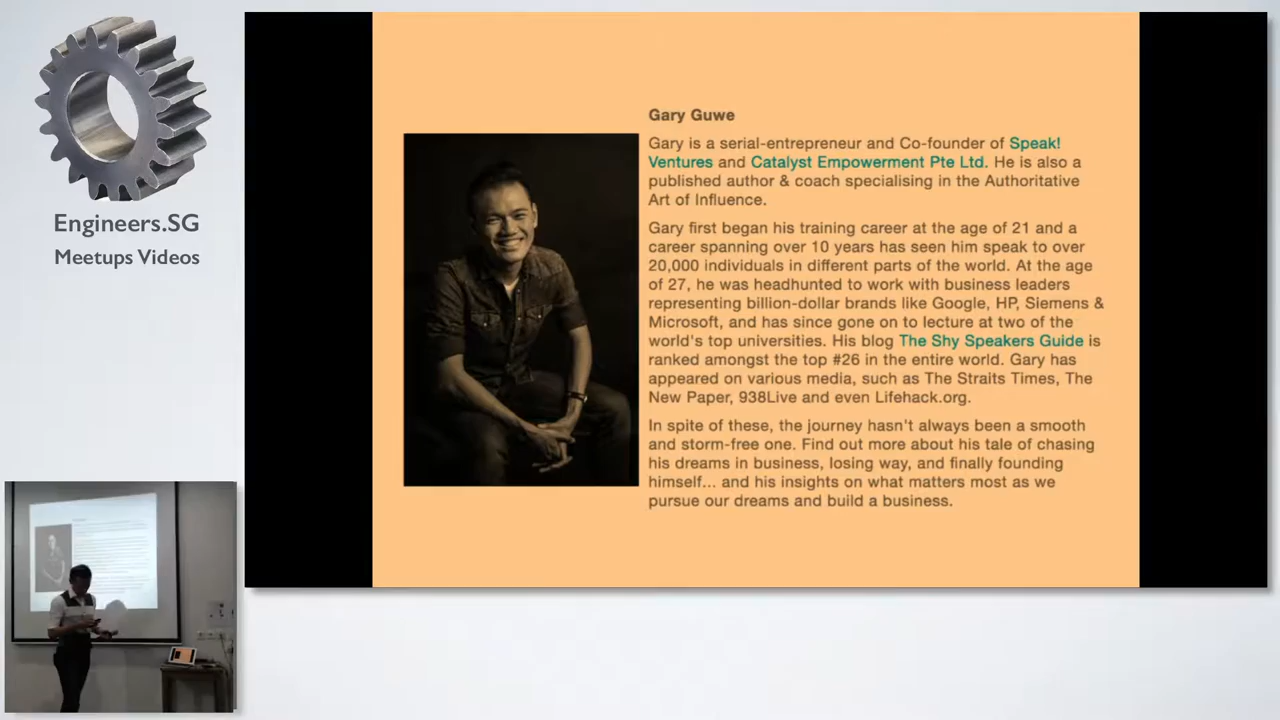 Engineers.SG
Meetups Videos
Gary Guwe
Gary is a serial-entrepreneur and Co-founder of Speak!
Ventures and Catalyst Empowerment Pte Ltd. He is also a
published author & coach specialising in the Authoritative
Art of Influence.
Gary first began his training career at the age of 21 and a
career spanning over 10 years has seen him speak to over
20,000 individuals in different parts of the world. At the age
of 27, he was headhunted to work with business leaders
representing billion-dollar brands like Google, HP, Siemens &
Microsoft, and has since gone on to lecture at two of the
world's top universities. His blog The Shy Speakers Guide is
ranked amongst the top #26 in the entire world. Gary has
appeared on various media, such as The Straits Times, The
New Paper, 938Live and even Lifehack.org.
In spite of these, the journey hasn't always been a smooth
and storm-free one. Find out more about his tale of chasing
his dreams in business, losing way, and finally founding
himself... and his insights on what matters most as we
pursue our dreams and build a business.